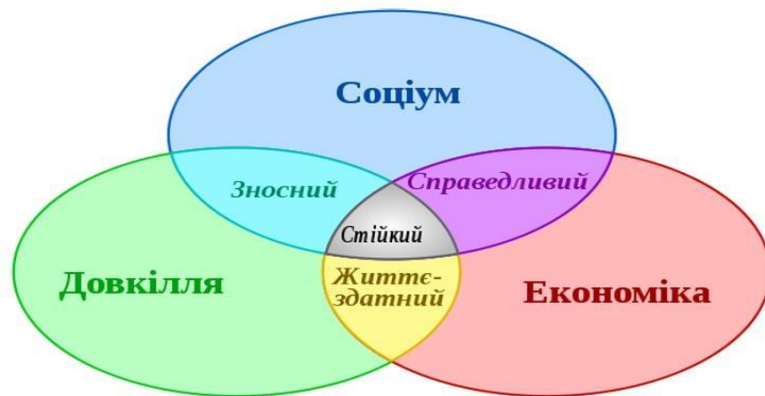 Соціум
Зносний
Справедливий
Стійкий
Довкілля
Життє-
здатний
Економіка